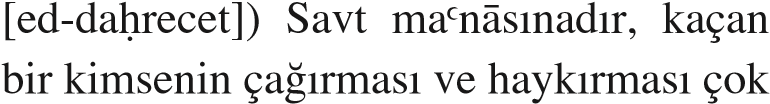 [ed-daḥrecet]) Savt maᶜnāsınadır, kaçan
bir kimsenin çağırması ve haykırması çok